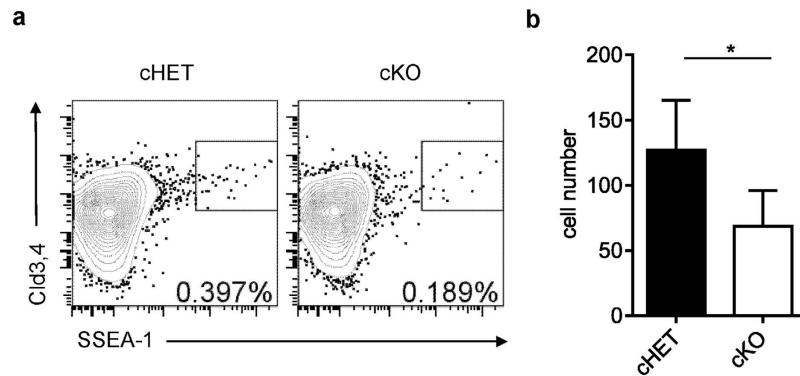 a
cHET
cKO
Cld3,4
0.397%
0.189%
SSEA-1
b
*
cell number
200
150
100
50
0
cHET
cKO